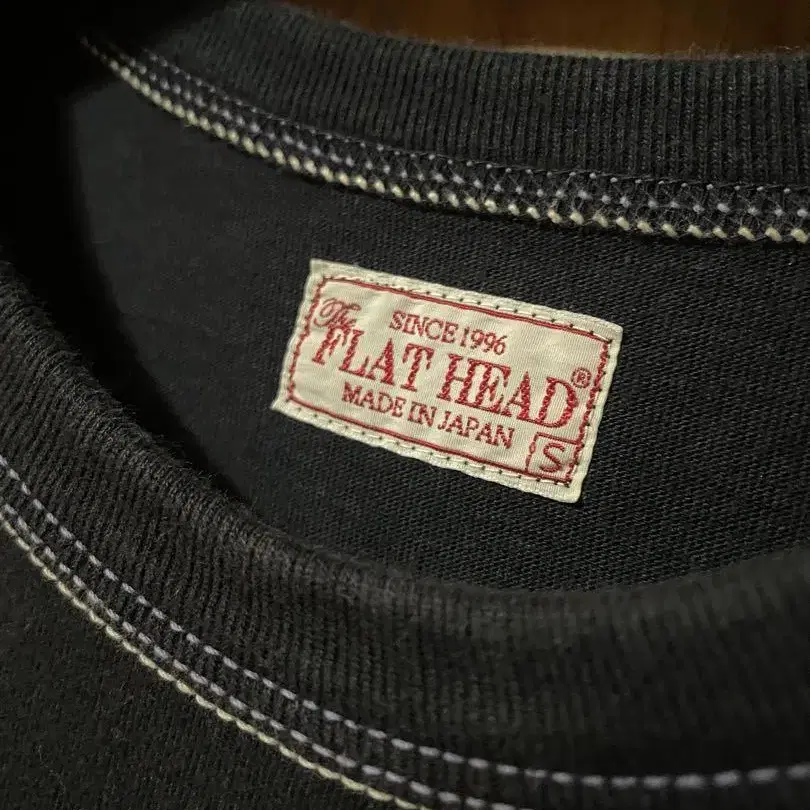 SINCE 1996
The
FLAT HEAD®
MADE IN JAPAN
S